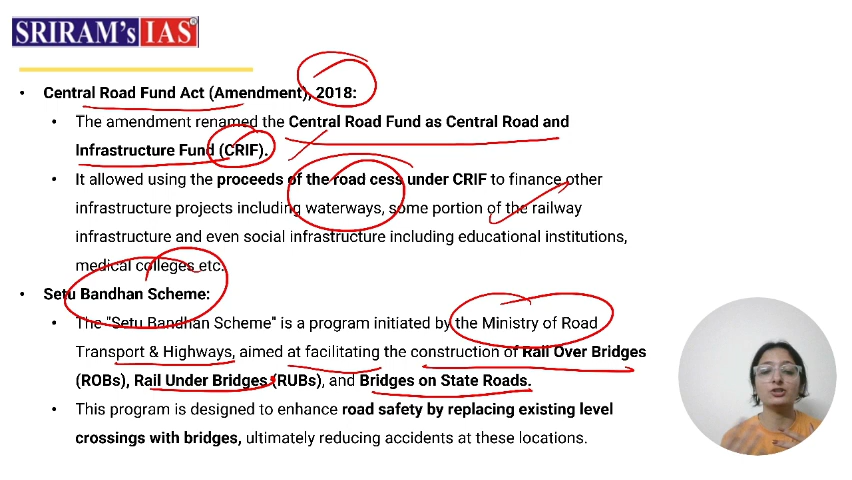 SRIRAM's IAS
• Central Road Fund Act (Amendment), 2018:
• The amendment renamed the Central Road Fund as Central Road and
Infrastructure Fund (CRIF).
• It allowed using the proceeds of the road cess under CRIF to finance other
infrastructure projects including waterways, some portion of the railway
infrastructure and even social infrastructure including educational institutions,
medical colleges etc.
• Setu Bandhan Scheme:
• The "Setu Bandhan Scheme" is a program initiated by the Ministry of Road
Transport & Highways, aimed at facilitating the construction of Rail Over Bridges
(ROBs), Rail Under Bridges (RUBs), and Bridges on State Roads.
• This program is designed to enhance road safety by replacing existing level
crossings with bridges, ultimately reducing accidents at these locations.